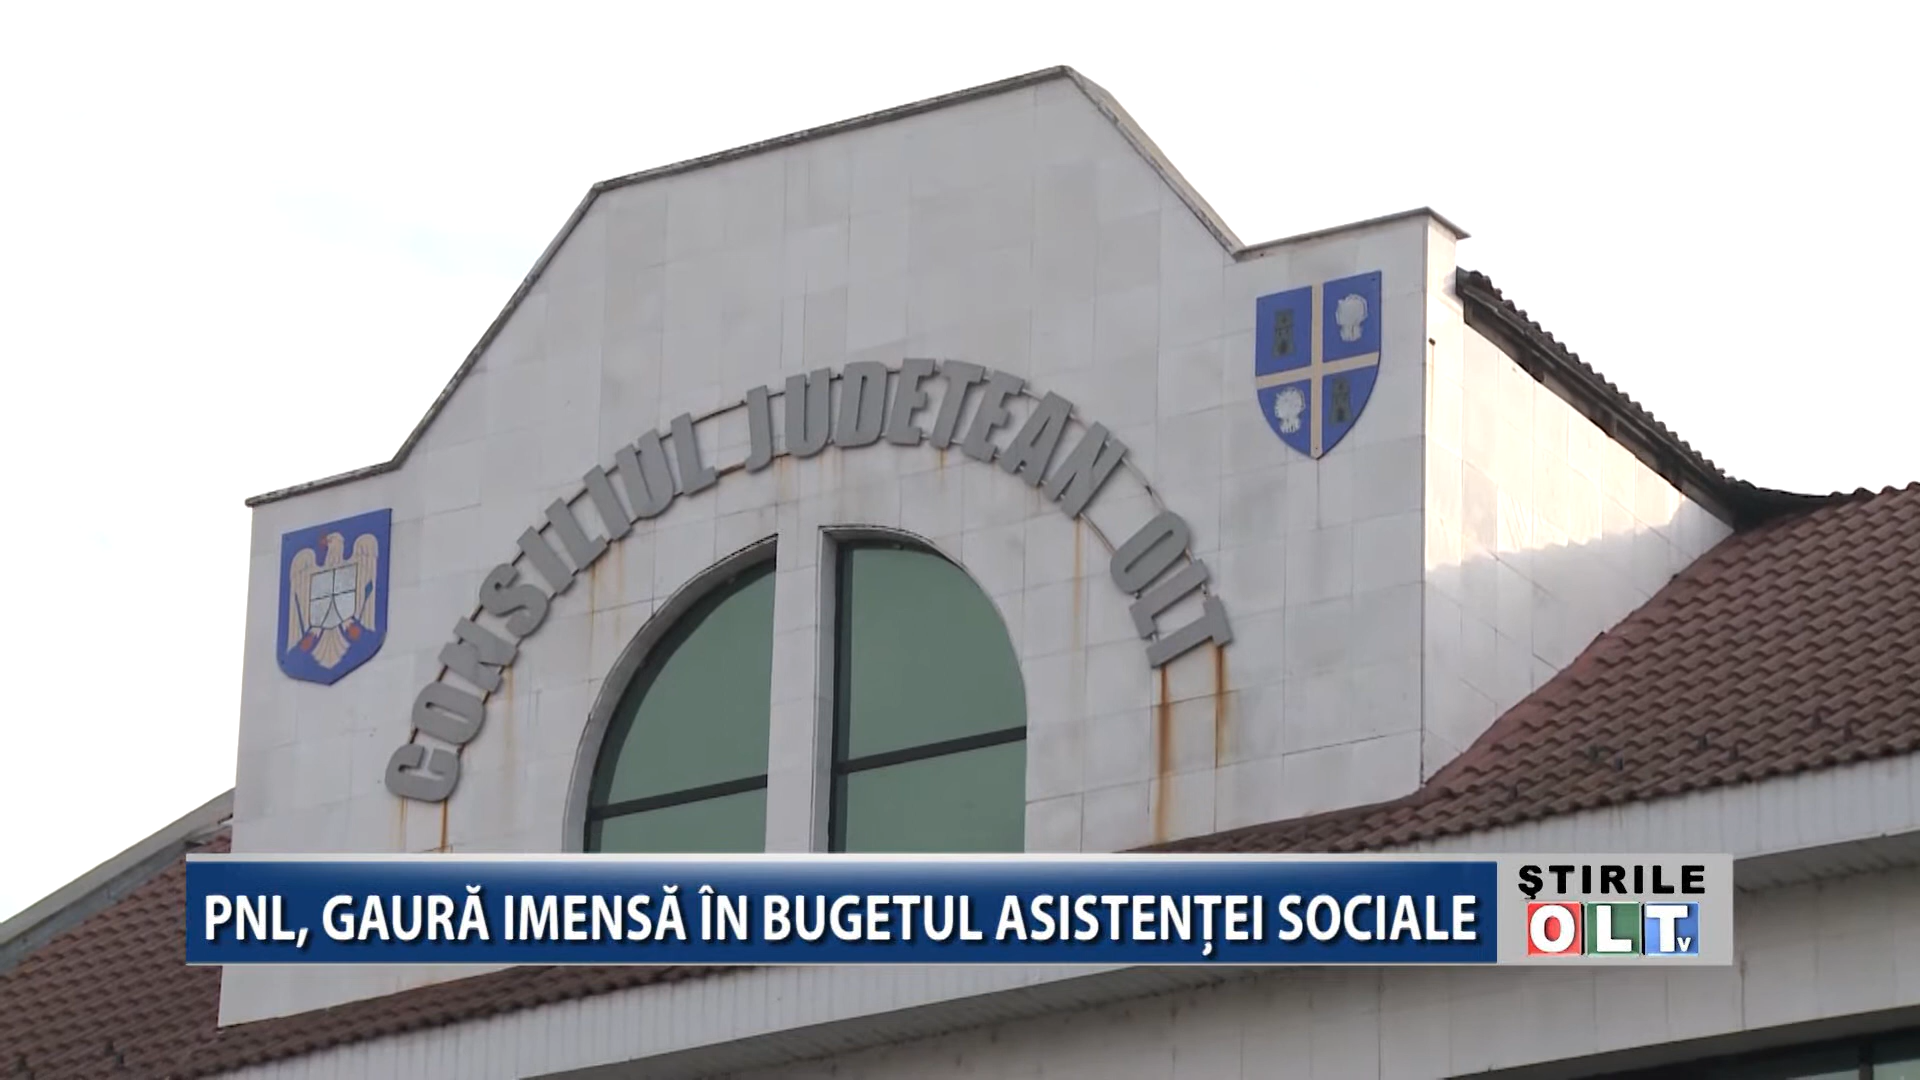 CONSILIUL JUDETEAN OLT
PNL, GAURĂ IMENSĂ ÎN BUGETUL ASISTENȚEI SOCIALE
ŞTIRILE
OLTv